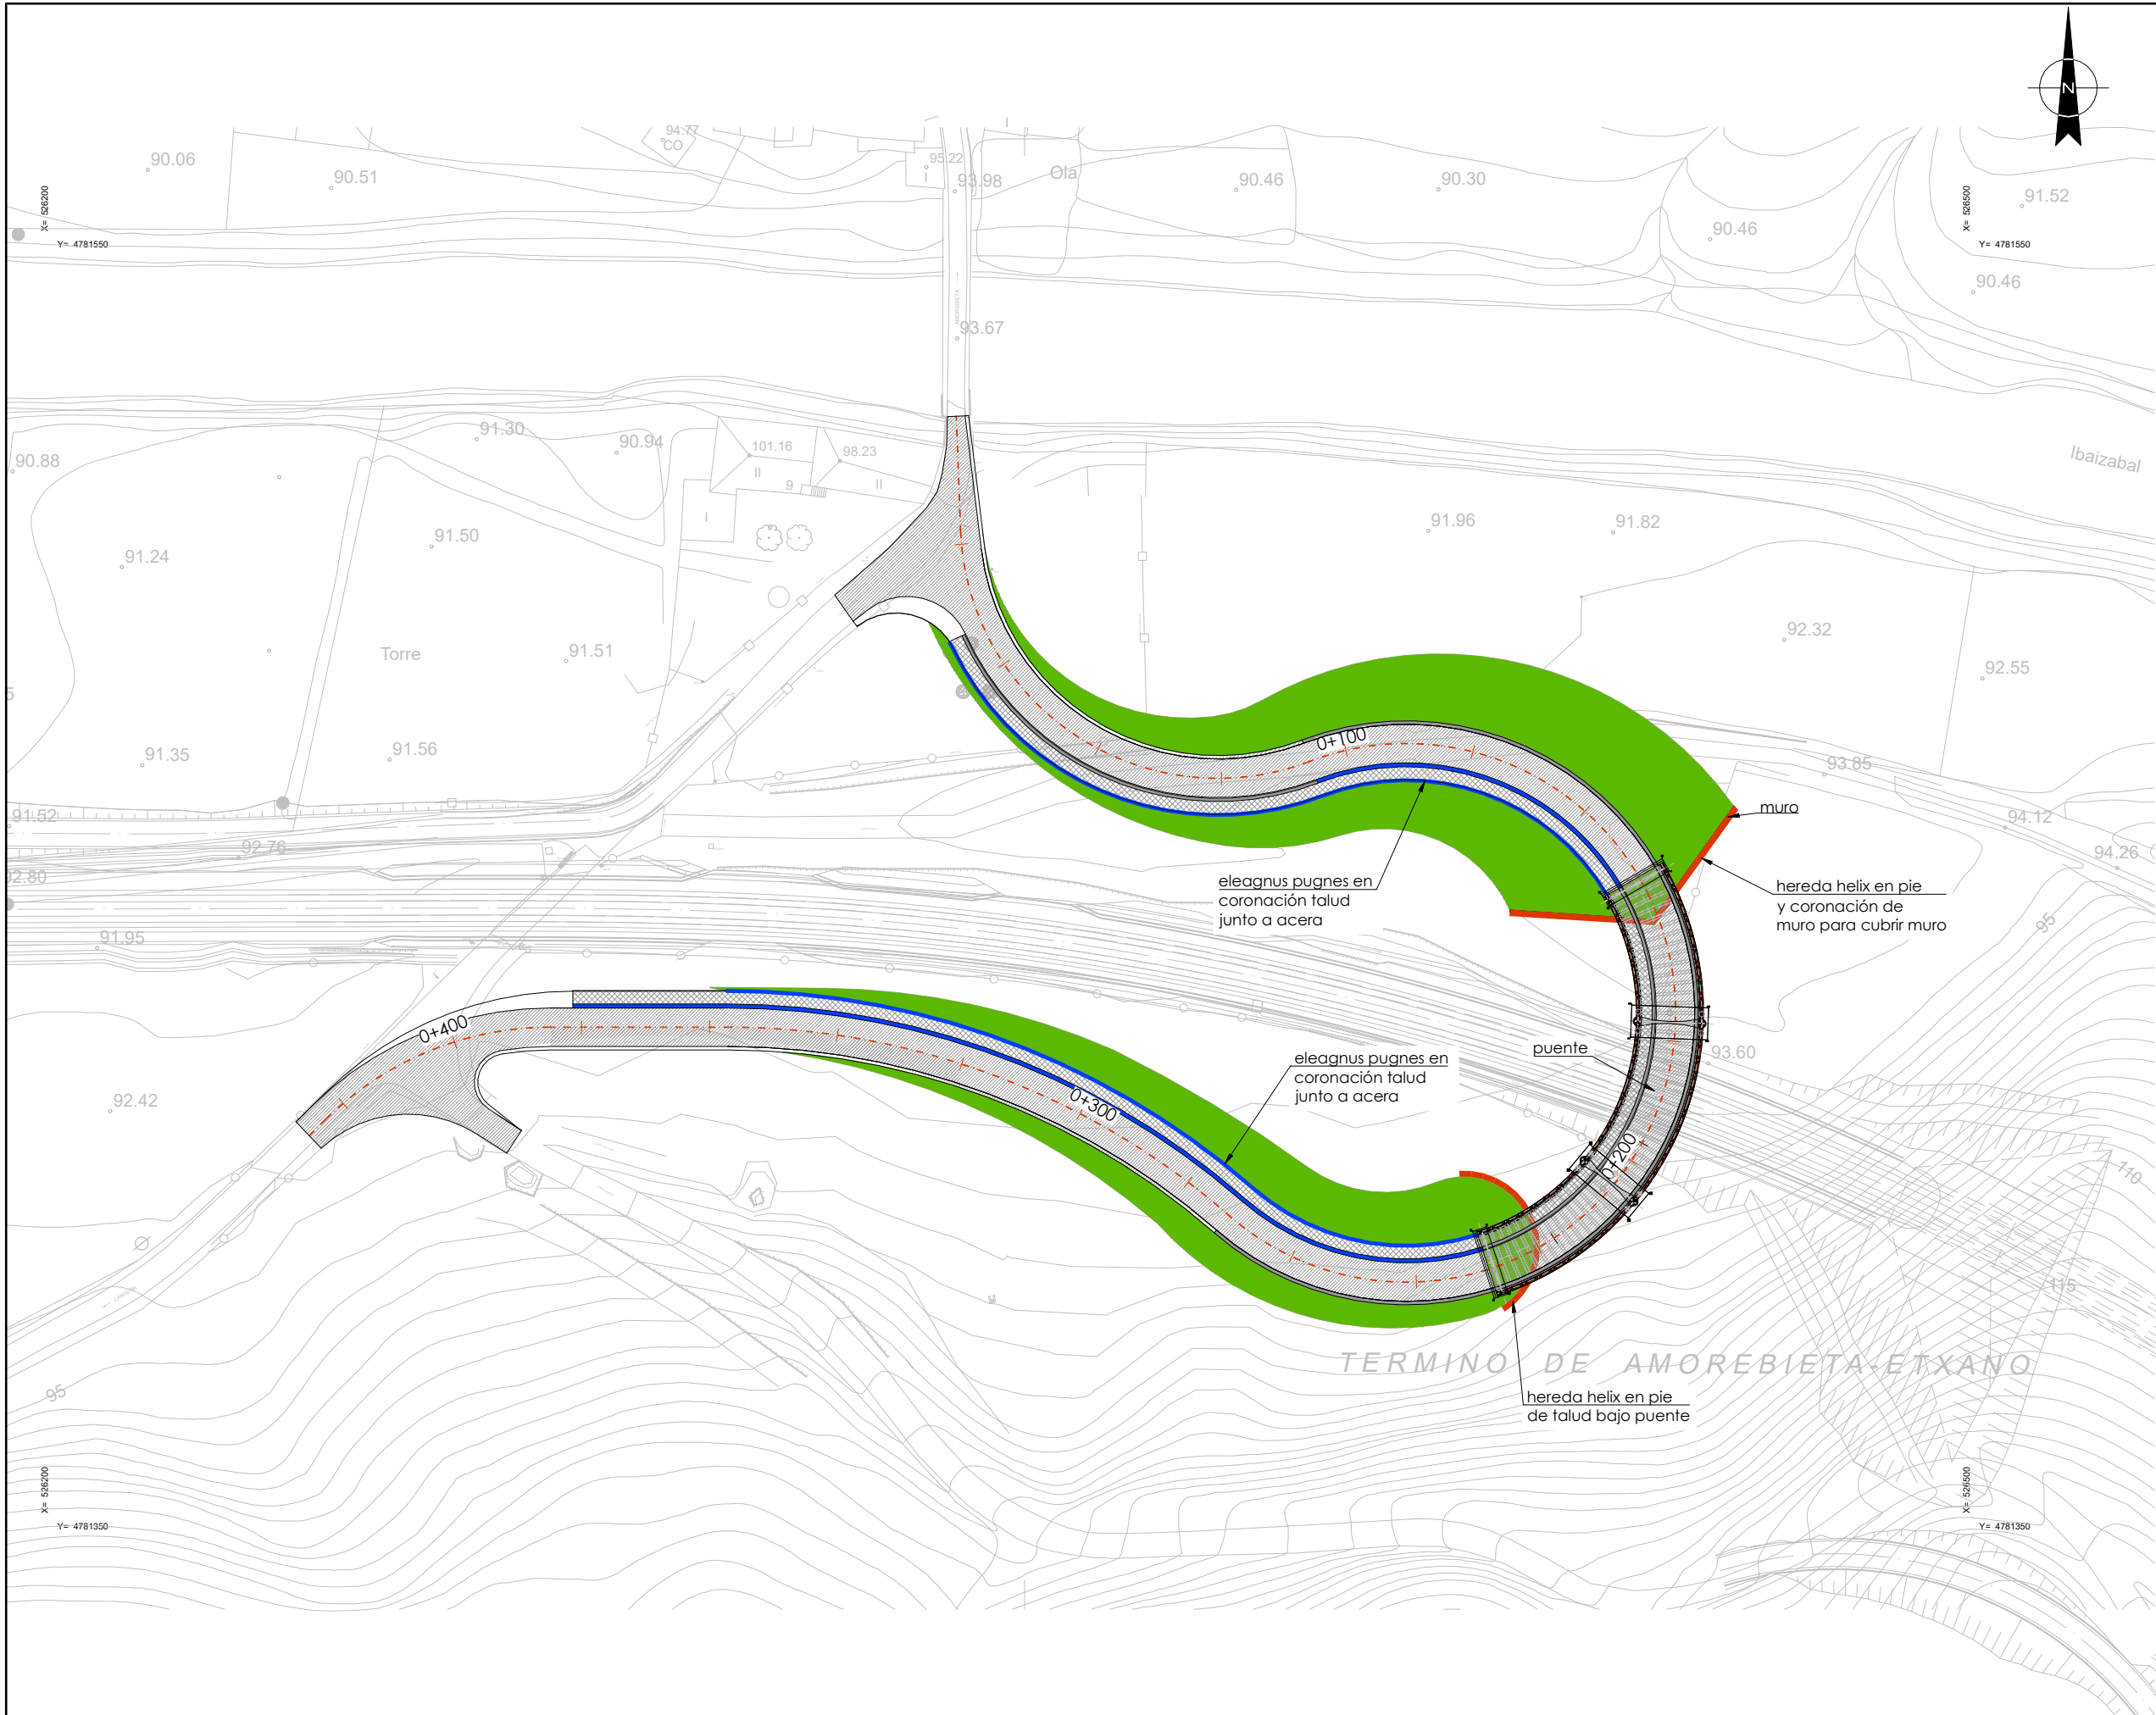 N
94.77
CO
95.22
I
I
93.98
Ola
90.06
90.51
90.46
90.30
91.52
90.46
90.46
X= 526200
Y= 4781550
X= 526500
Y= 4781550
93.67
91.30
90.94
101.16
98.23
II
9
II
I
90.88
Ibaizabal
91.50
91.24
91.96
91.82
Torre
91.51
92.32
92.55
91.35
91.56
0+100
93.85
muro
91.52
92.76
92.80
94.12
94.26
eleagnus pugnes en
coronación talud
junto a acera
hereda helix en pie
y coronación de
muro para cubrir muro
91.95
95
0+400
eleagnus pugnes en
coronación talud
junto a acera
puente
93.60
92.42
0+300
0+200
110
115
TERMINO DE AMOREBIETA-ETXANO
95
hereda helix en pie
de talud bajo puente
X= 526200
Y= 4781350
X= 526500
Y= 4781350